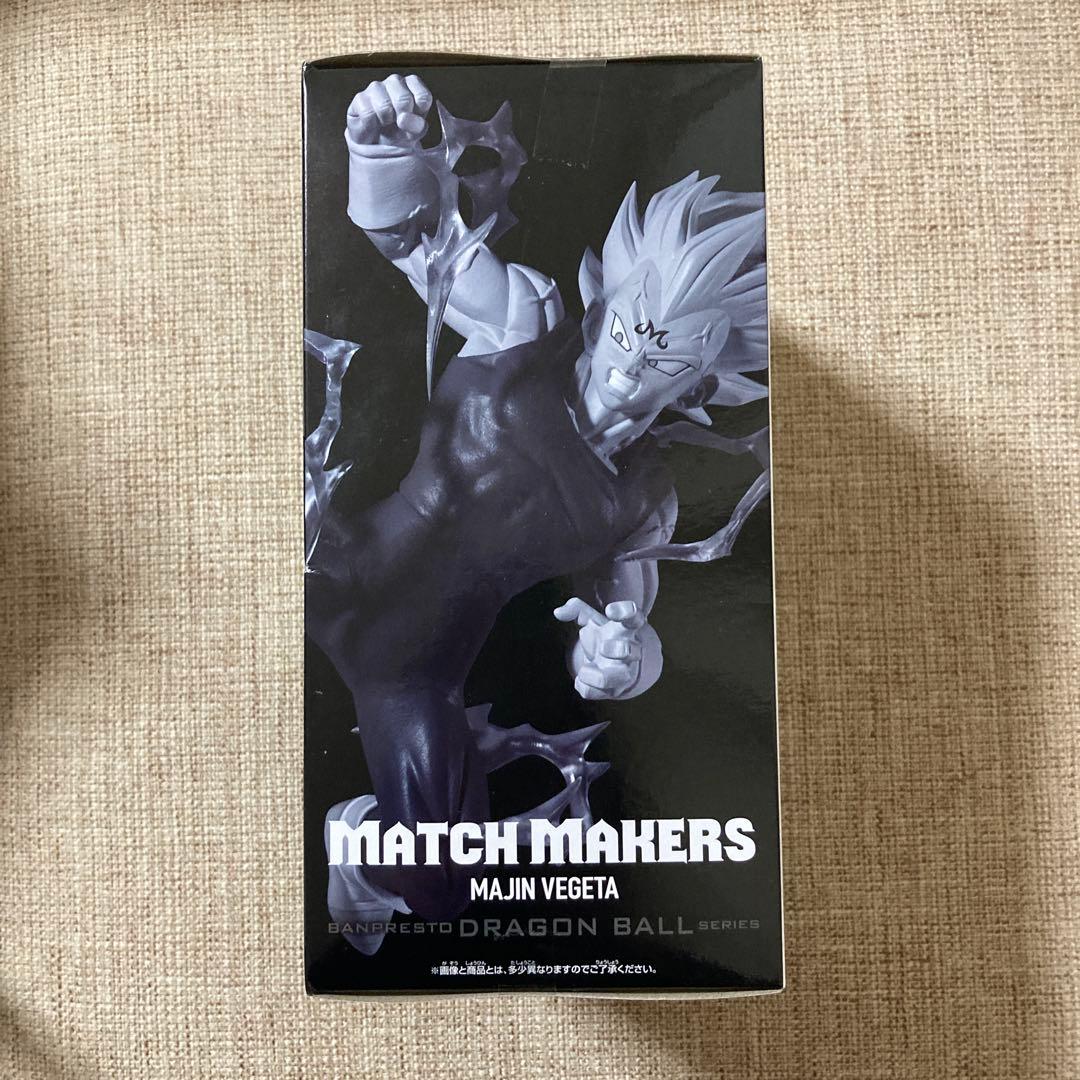 MATCH MAKERS
MAJIN VEGETA
BANPRESTO DRAGON BALL SERIES
※画像と商品とは、多少異なりますのでご了承ください。